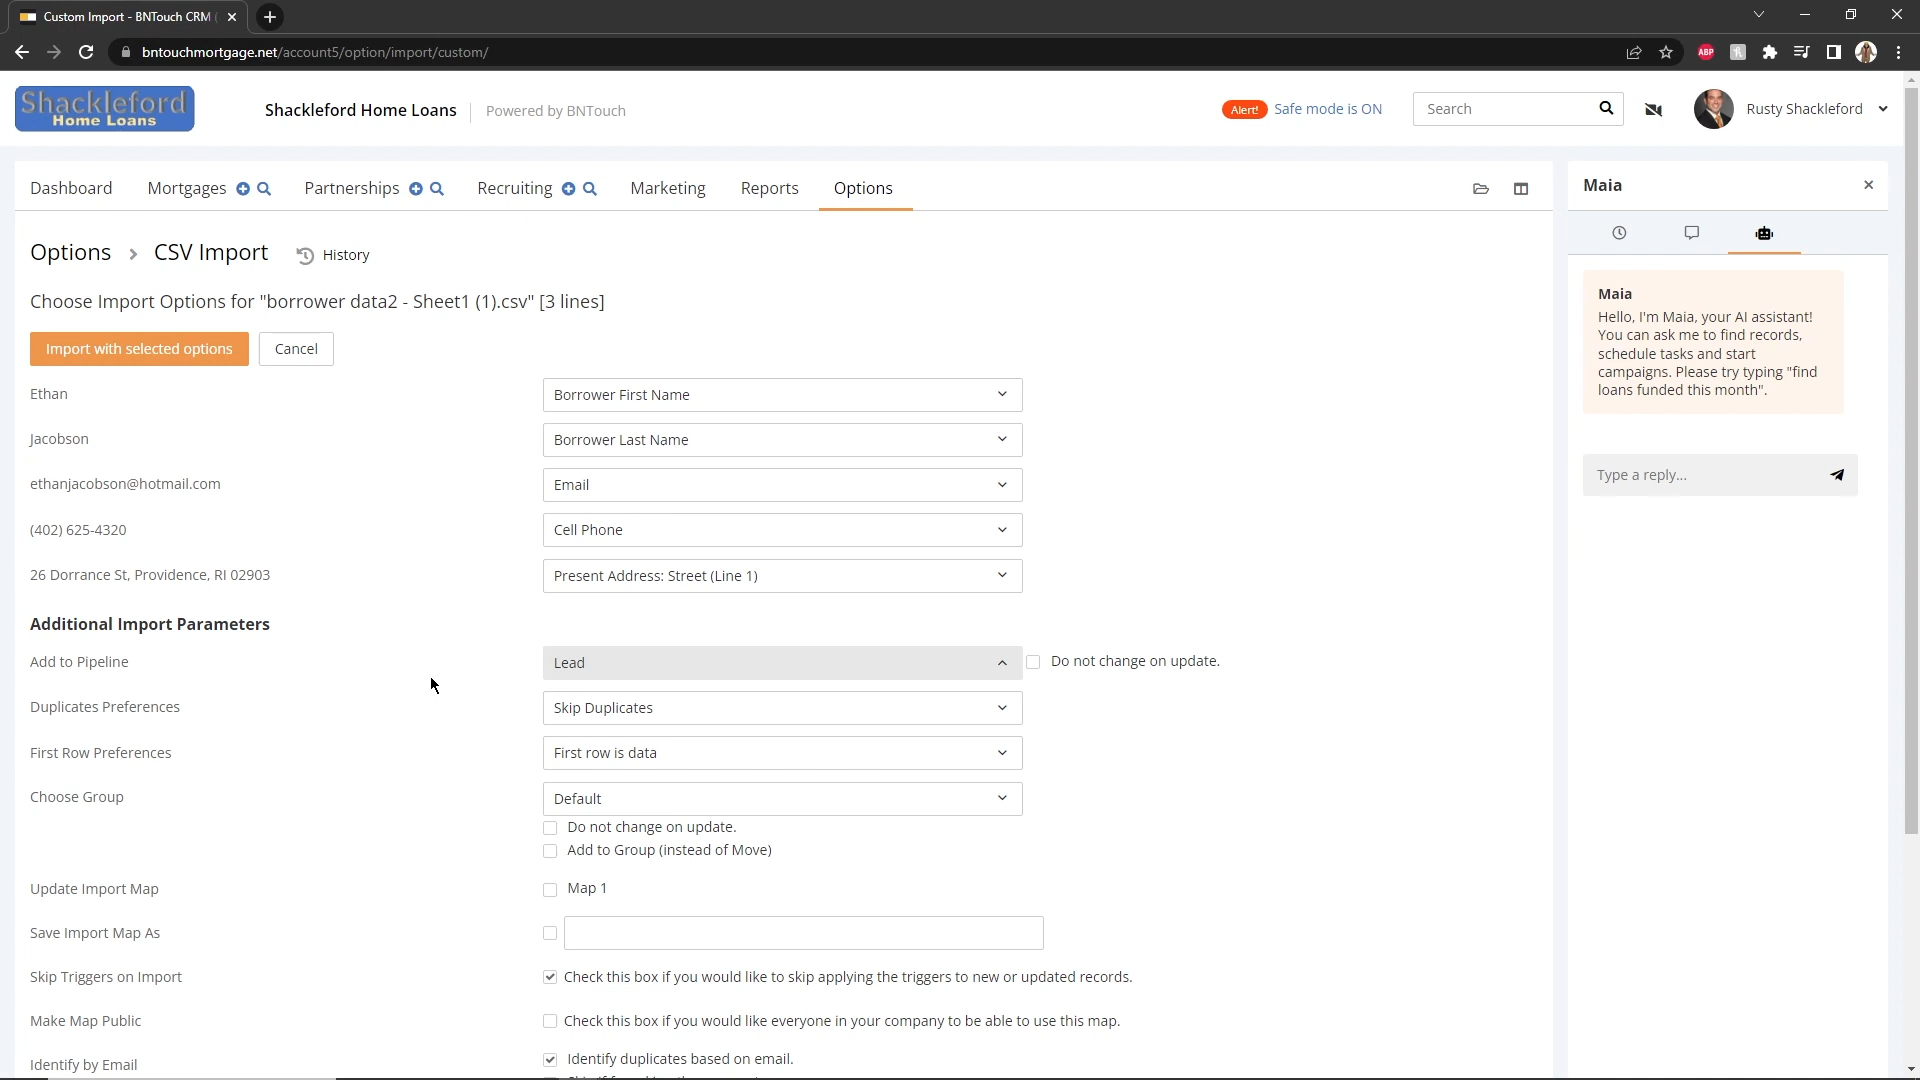 Custom Import - BNTouch CRM (
bntouchmortgage.net/account5/option/import/custom/
ABP
Shackleford
Home Loans
Shackleford Home Loans
Powered by BNTouch
Alert!
Safe mode is ON
Search
Rusty Shackleford
Dashboard
Mortgages
Partnerships
Recruiting
Marketing
Reports
Options
Maia
Options > CSV Import
History
Choose Import Options for "borrower data2 - Sheet1 (1).csv" [3 lines]
Import with selected options
Cancel
Ethan
Borrower First Name
Jacobson
Borrower Last Name
ethanjacobson@hotmail.com
Email
(402) 625-4320
Cell Phone
26 Dorrance St, Providence, RI 02903
Present Address: Street (Line 1)
Additional Import Parameters
Add to Pipeline
Lead
Do not change on update.
Duplicates Preferences
Skip Duplicates
First Row Preferences
First row is data
Choose Group
Default
Do not change on update.
Add to Group (instead of Move)
Update Import Map
Map 1
Save Import Map As
Skip Triggers on Import
Check this box if you would like to skip applying the triggers to new or updated records.
Make Map Public
Check this box if you would like everyone in your company to be able to use this map.
Identify by Email
Identify duplicates based on email.
Maia
Hello, I'm Maia, your AI assistant!
You can ask me to find records,
schedule tasks and start
campaigns. Please try typing "find
loans funded this month".
Type a reply...